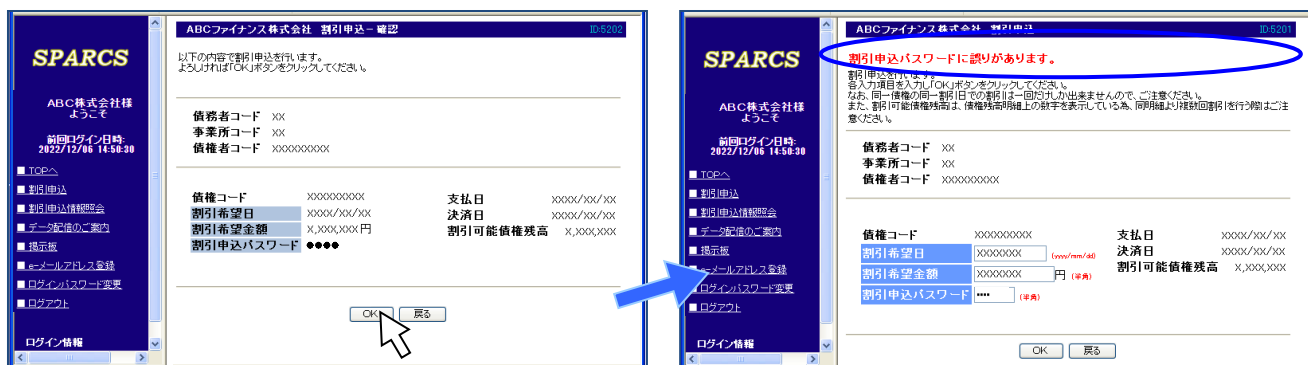 ABCファイナンス株式会社 割引申込－確認 ID:5202
SPARCS
ABC株式会社様
ようこそ
前回ログイン日時:
2022/12/06 14:50:30
■ TOPへ
■ 割引申込
■ 割引申込情報照会
■ データ配信のご案内
■ 掲示板
■ e-メールアドレス登録
■ ログインパスワード変更
■ ログアウト
ログイン情報
以下の内容で割引申込を行います。
よろしければ「OK」ボタンをクリックしてください。
債務者コード XX
事業所コード XX
債権者コード XXXXXXXXX
債権コード XXXXXXXXX 支払日 XXXX/XX/XX
割引希望日 XXXX/XX/XX 決済日 XXXX/XX/XX
割引希望金額 X,XXX,XXX円 割引可能債権残高 X,XXX,XXX
割引申込パスワード ●●●●
OK 戻る
ABCファイナンス株式会社 割引申込 ID:5201
SPARCS
ABC株式会社様
ようこそ
前回ログイン日時:
2022/12/06 14:50:30
■ TOPへ
■ 割引申込
■ 割引申込情報照会
■ データ配信のご案内
■ 掲示板
e-メールアドレス登録
ログインパスワード変更
■ ログアウト
ログイン情報
割引申込パスワードに誤りがあります。
割引申込を行います。
各入力項目を入力し「OK」ボタンをクリックしてください。
なお、同一債権の同一割引日での割引は一回だけしか出来ませんので、ご注意ください。
また、割引可能債権残高は、債権残高明細上の数字を表示している為、同明細より複数回割引を行う際はご注
意ください。
債務者コード XX
事業所コード XX
債権者コード XXXXXXXXX
債権コード XXXXXXXXX 支払日 XXXX/XX/XX
割引希望日 XXXXXXX (yyyy/mm/dd) 決済日 XXXX/XX/XX
割引希望金額 XXXXXXX 円 (半角) 割引可能債権残高 X,XXX,XXX
割引申込パスワード •••• (半角)
OK 戻る